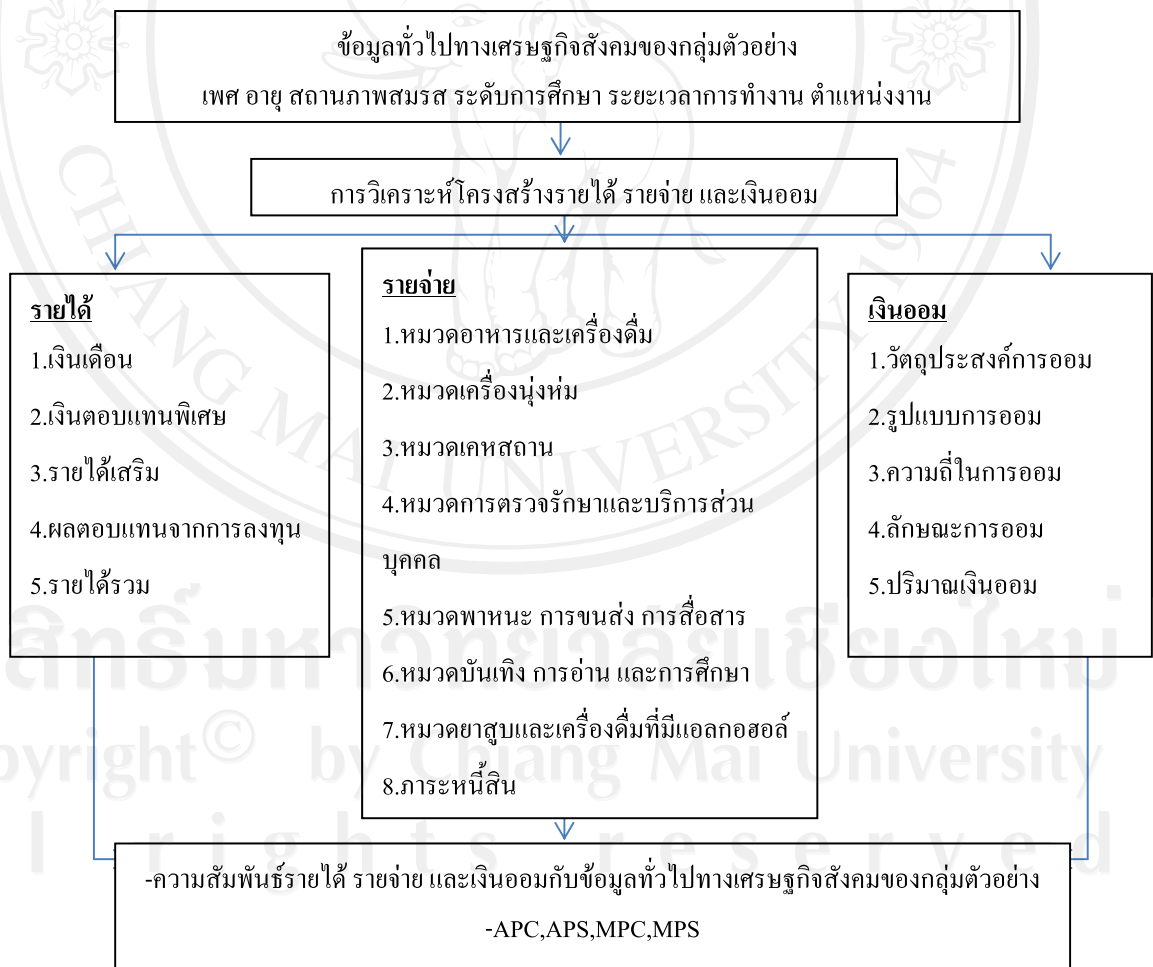 ข้อมูลทั่วไปทางเศรษฐกิจสังคมของกลุ่มตัวอย่าง
เพศ อายุ สถานภาพสมรส ระดับการศึกษา ระยะเวลาการทำงาน ตำแหน่งงาน
การวิเคราะห์โครงสร้างรายได้ รายจ่าย และเงินออม
รายได้
1.เงินเดือน
2.เงินตอบแทนพิเศษ
3.รายได้เสริม
4.ผลตอบแทนจากการลงทุน
5.รายได้รวม
รายจ่าย
1.หมวดอาหารและเครื่องดื่ม
2.หมวดเครื่องนุ่งห่ม
3.หมวดเคหสถาน
4.หมวดการตรวจรักษาและบริการส่วน
บุคคล
5.หมวดพาหนะ การขนส่ง การสื่อสาร
6.หมวดบันเทิง การอ่าน และการศึกษา
7.หมวดยาสูบและเครื่องดื่มที่มีแอลกอฮอล์
8.ภาระหนี้สิน
เงินออม
1.วัตถุประสงค์การออม
2.รูปแบบการออม
3.ความถี่ในการออม
4.ลักษณะการออม
5.ปริมาณเงินออม
-ความสัมพันธ์รายได้ รายจ่าย และเงินออมกับข้อมูลทั่วไปทางเศรษฐกิจสังคมของกลุ่มตัวอย่าง
-APC,APS,MPC,MPS
CHIANG MAI UNIVERSITY 1964
สิทธิ์มหาวิทยาลัยเชียงใหม่
pyright© by Chiang Mai University
l rights reserved